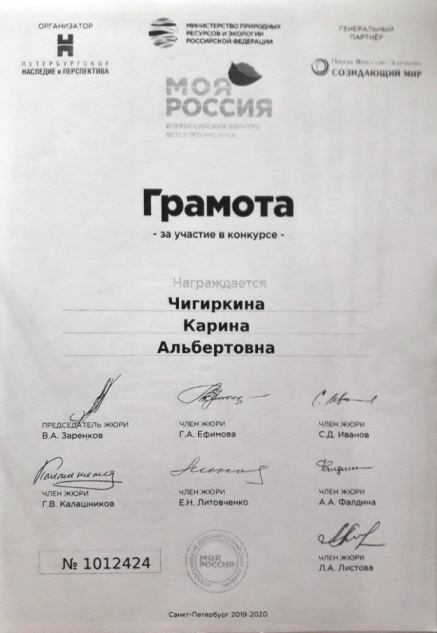 ОРГАНИЗАТОР
ПЕТЕРБУРГСКОЕ
НАСЛЕДИЕ и ПЕРСПЕКТИВА
МИНИСТЕРСТВО ПРИРОДНЫХ
РЕСУРСОВ И ЭКОЛОГИИ
РОССИЙСКОЙ ФЕДЕРАЦИИ
ГЕНЕРАЛЬНЫЙ
ПАРТНЁР
СОЗИДАЮЩИЙ МИР
МОЯ
РОССИЯ
ВСЕРОССИЙСКИЙ КОНКУРС
ДЕТСКОГО РИСУНКА
Грамота
- за участие в конкурсе -
Награждается
Чигиркина
Карина
Альбертовна
ПРЕДСЕДАТЕЛЬ ЖЮРИ
В.А. Заренков
ЧЛЕН ЖЮРИ
Г.А. Ефимова
ЧЛЕН ЖЮРИ
С.Д. Иванов
ЧЛЕН ЖЮРИ
Г.В. Калашников
ЧЛЕН ЖЮРИ
Е.Н. Литовченко
ЧЛЕН ЖЮРИ
А.А. Фалдина
ЧЛЕН ЖЮРИ
Л.А. Листова
№ 1012424
МОЯ
РОССИЯ
Санкт-Петербург 2019-2020